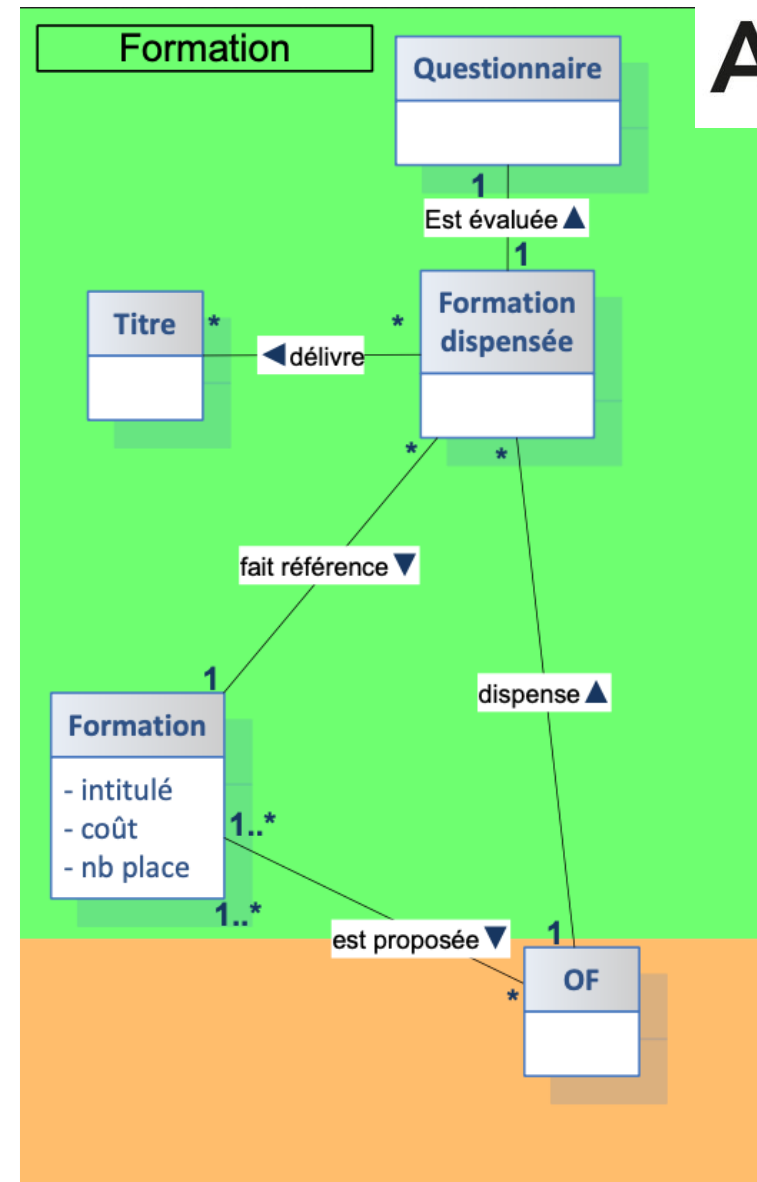 Formation
A
Questionnaire
1
Est évaluée ▲
1
Formation
dispensée
Titre
*
*
◀ délivre
*
*
fait référence ▼
1
dispense ▲
Formation
- intitulé
- coût
- nb place
1..*
1..*
est proposée ▼
1
OF
*